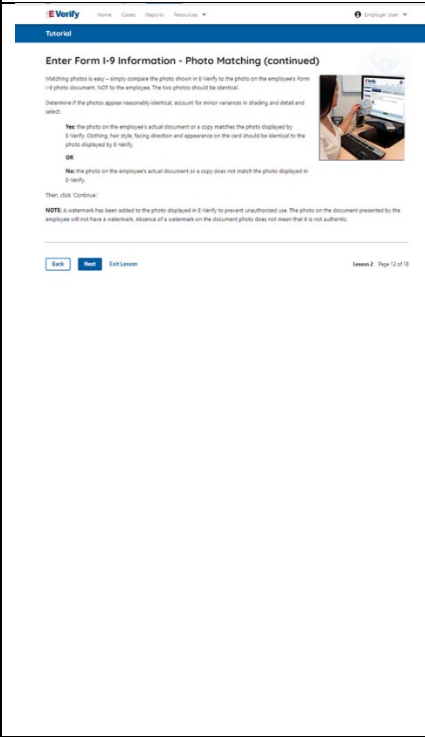 E-Verify Home Cases Reports Resources Employer User
Tutorial
Enter Form I-9 Information - Photo Matching (continued)
Matching photos is easy – simply compare the photo shown in E-Verify to the photo on the employee's Form
I-9 photo document, NOT to the employee. The two photos should be identical.
Determine if the photos appear reasonably identical, account for minor variances in shading and detail and
select:
Yes: the photo on the employee's actual document or a copy matches the photo displayed by
E-Verify. Clothing, hair style, facing direction and appearance on the card should be identical to the
photo displayed by E-Verify.
OR
No: the photo on the employee's actual document or a copy does not match the photo displayed in
E-Verify.
Then, click 'Continue.'
NOTE: A watermark has been added to the photo displayed in E-Verify to prevent unauthorized use. The photo on the document presented by the
employee will not have a watermark. Absence of a watermark on the document photo does not mean that it is not authentic.
Back Next Exit Lesson Lesson 2 Page 12 of 18